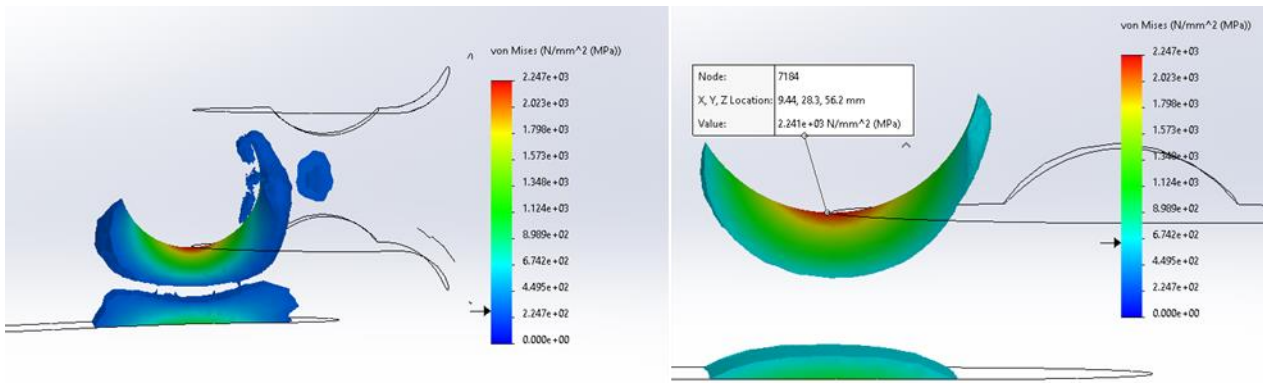 von Mises (N/mm^2 (MPa))
2.247e+03
2.023e+03
1.798e+03
1.573e+03
1.348e+03
1.124e+03
8.989e+02
6.742e+02
4.495e+02
2.247e+02
0.000e+00
von Mises (N/mm^2 (MPa))
Node: 7184
X, Y, Z Location: 9.44, 28.3, 56.2 mm
Value: 2.241e+03 N/mm^2 (MPa)
2.247e+03
2.023e+03
1.798e+03
1.573e+03
1.348e+03
1.124e+03
8.989e+02
6.742e+02
4.495e+02
2.247e+02
0.000e+00